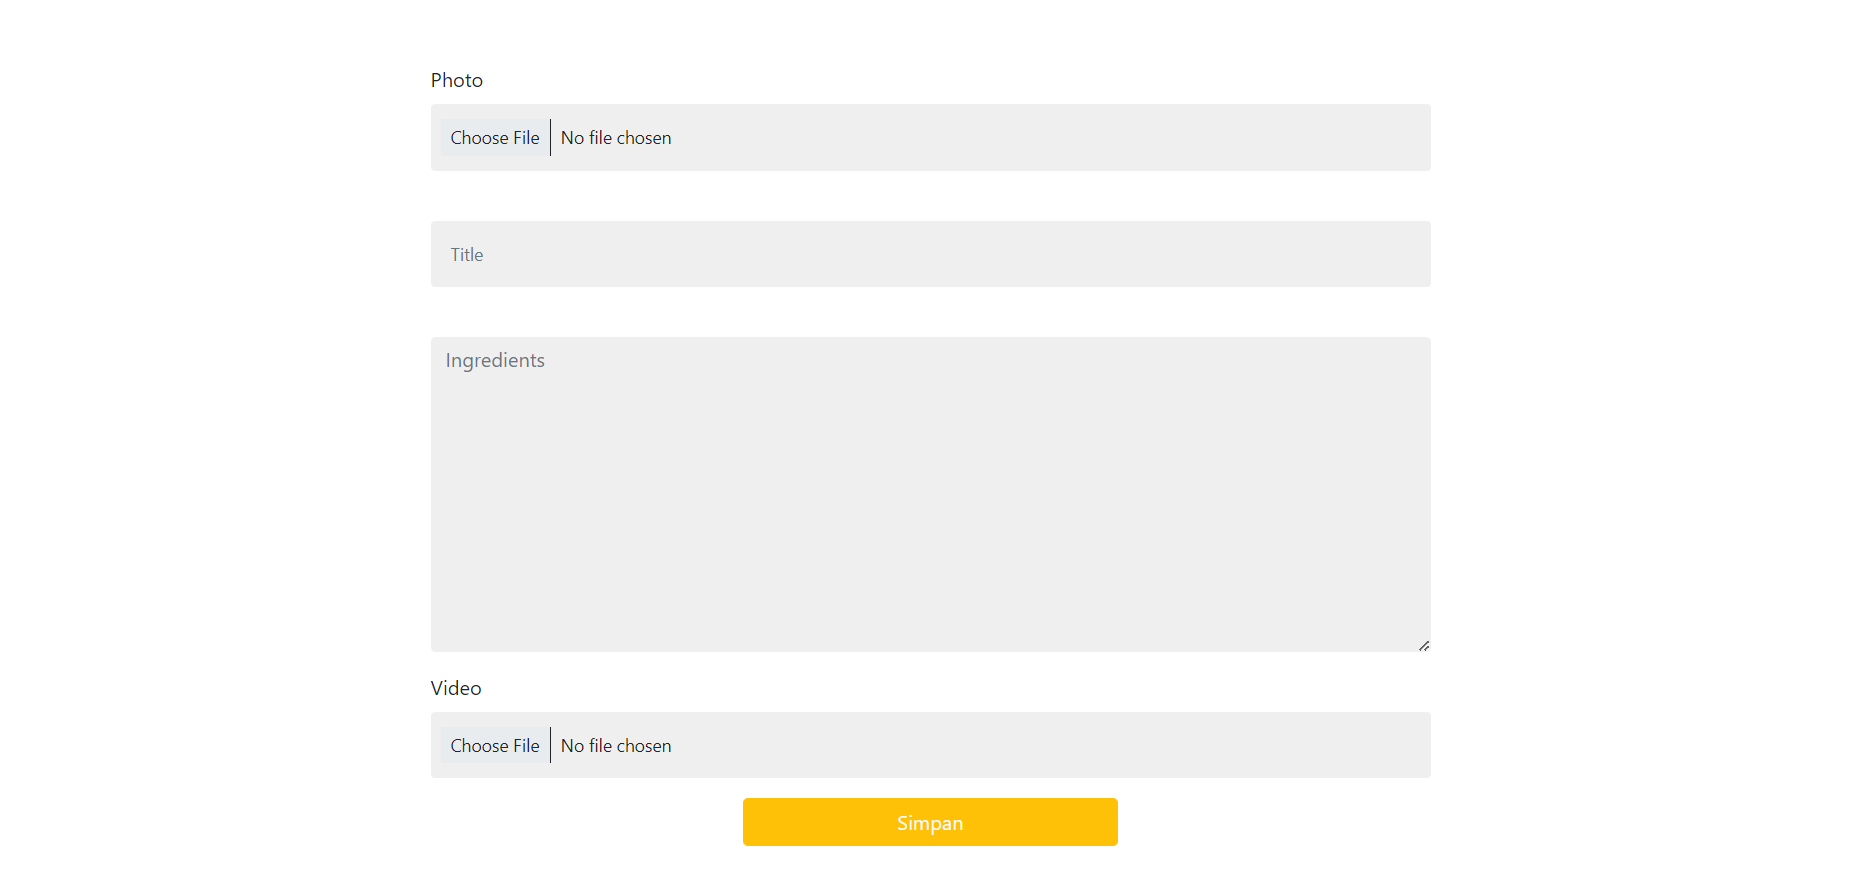 Photo
Choose File No file chosen
Title
Ingredients
Video
Choose File No file chosen
Simpan